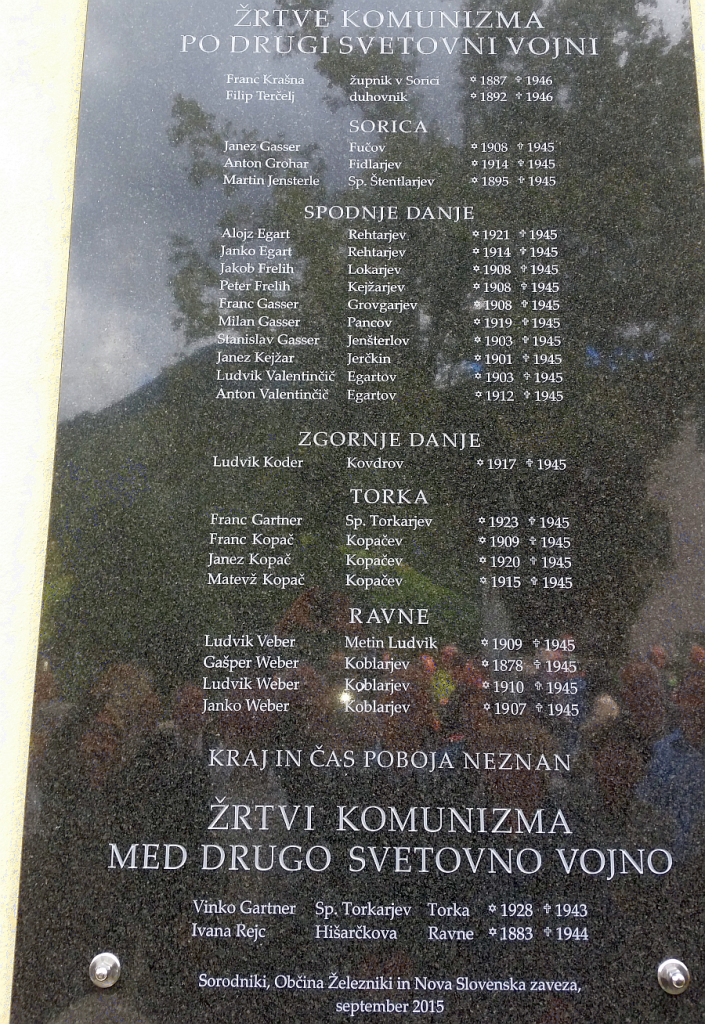 ŽRTVE KOMUNIZMA
PO DRUGI SVETOVNI VOJNI
Franc Krašna župnik v Sorici ✡ 1887 ✝ 1946
Filip Terčelj duhovnik ✡ 1892 ✝ 1946
SORICA
Janez Gasser Fučov ✡ 1908 ✝ 1945
Anton Grohar Fidlarjev ✡ 1914 ✝ 1945
Martin Jensterle Sp. Štentlarjev ✡ 1895 ✝ 1945
SPODNJE DANJE
Alojz Egart Rehtarjev ✡ 1921 ✝ 1945
Janko Egart Rehtarjev ✡ 1914 ✝ 1945
Jakob Frelih Lokarjev ✡ 1908 ✝ 1945
Peter Frelih Kejžarjev ✡ 1908 ✝ 1945
Franc Gasser Grovgarjev ✡ 1908 ✝ 1945
Milan Gasser Pancov ✡ 1919 ✝ 1945
Stanislav Gasser Jenšterlov ✡ 1903 ✝ 1945
Janez Kejžar Jerčkin ✡ 1901 ✝ 1945
Ludvik Valentinčič Egartov ✡ 1903 ✝ 1945
Anton Valentinčič Egartov ✡ 1912 ✝ 1945
ZGORNJE DANJE
Ludvik Koder Kovdrov ✡ 1917 ✝ 1945
TORKA
Franc Gartner Sp. Torkarjev ✡ 1923 ✝ 1945
Franc Kopač Kopačev ✡ 1909 ✝ 1945
Janez Kopač Kopačev ✡ 1920 ✝ 1945
Matevž Kopač Kopačev ✡ 1915 ✝ 1945
RAVNE
Ludvik Veber Metin Ludvik ✡ 1909 ✝ 1945
Gašper Weber Koblarjev ✡ 1878 ✝ 1945
Ludvik Weber Koblarjev ✡ 1910 ✝ 1945
Janko Weber Koblarjev ✡ 1907 ✝ 1945
KRAJ IN ČAS POBOJA NEZNAN
ŽRTVI KOMUNIZMA
MED DRUGO SVETOVNO VOJNO
Vinko Gartner Sp. Torkarjev Torka ✡ 1928 ✝ 1943
Ivana Rejc Hišarčkova Ravne ✡ 1883 ✝ 1944
Sorodniki, Občina Železniki in Nova Slovenska zaveza,
september 2015